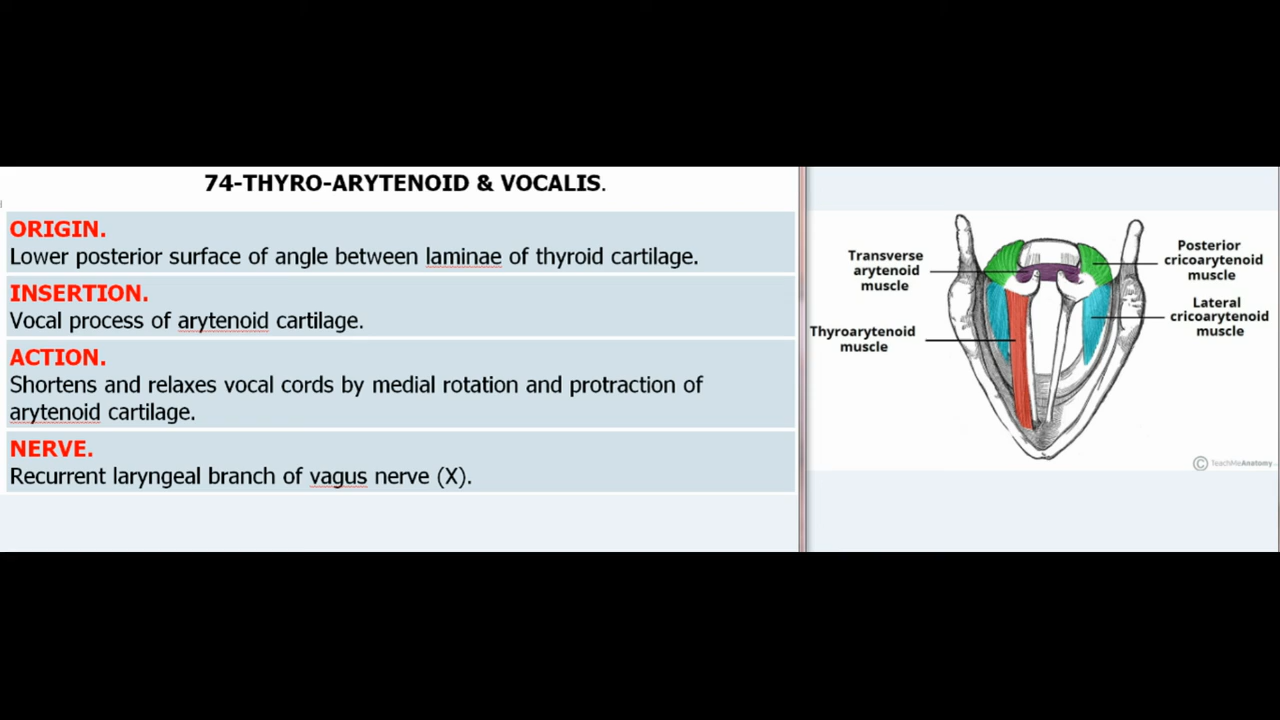 74-THYRO-ARYTENOID & VOCALIS.
ORIGIN.
Lower posterior surface of angle between laminae of thyroid cartilage.
INSERTION.
Vocal process of arytenoid cartilage.
ACTION.
Shortens and relaxes vocal cords by medial rotation and protraction of
arytenoid cartilage.
NERVE.
Recurrent laryngeal branch of vagus nerve (X).
Transverse
arytenoid
muscle
Thyroarytenoid
muscle
Posterior
cricoarytenoid
muscle
Lateral
cricoarytenoid
muscle
© TeachMeAnatomy